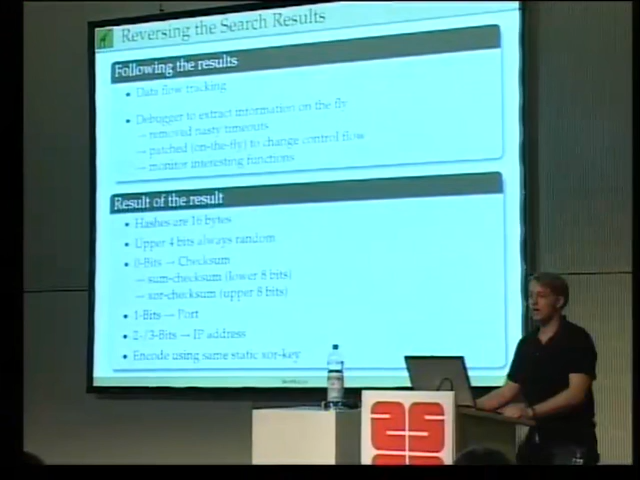 Reversing the Search Results
Following the results
• Data flow tracking
• Debugger to extract information on the fly
→ removed nasty timeouts
→ patched (on-the-fly) to change control flow
→ monitor interesting functions
Result of the result
• Hashes are 16 bytes
• Upper 4 bits always random
• 0-Bits → Checksum
→ sum-checksum (lower 8 bits)
→ xor-checksum (upper 8 bits)
• 1-Bits → Port
• 2-/3-Bits → IP address
• Encode using same static xor-key